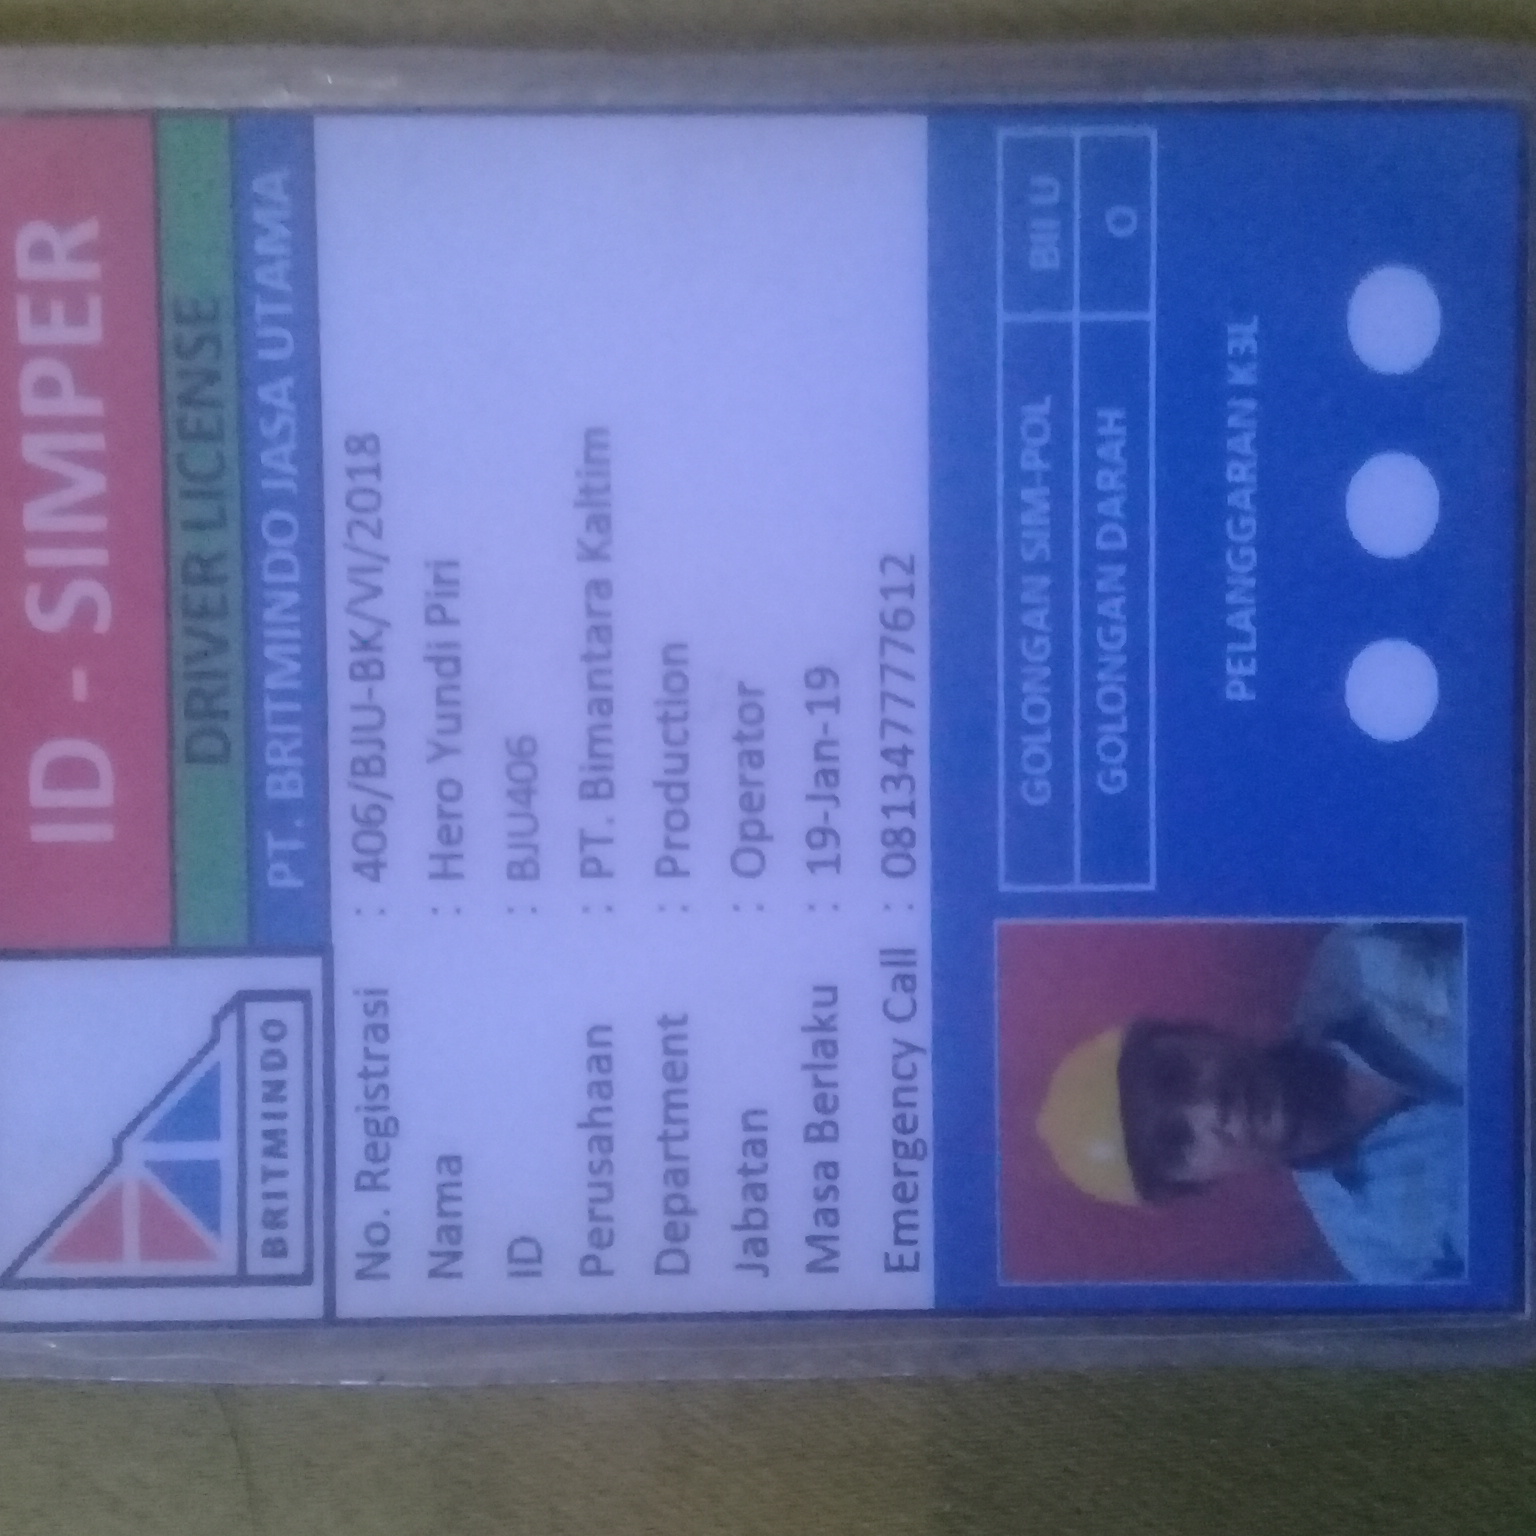 BRITMINDO
ID - SIMPER
DRIVER LICENSE
PT. BRITMINDO JASA UTAMA
No. Registrasi : 406/BJU-BK/VI/2018
Nama : Hero Yundi Piri
ID : BJU406
Perusahaan : PT. Bimantara Kaltim
Department : Production
Jabatan : Operator
Masa Berlaku : 19-Jan-19
Emergency Call : 081347777612
GOLONGAN SIM-POL BII U
GOLONGAN DARAH O
PELANGGARAN K3L